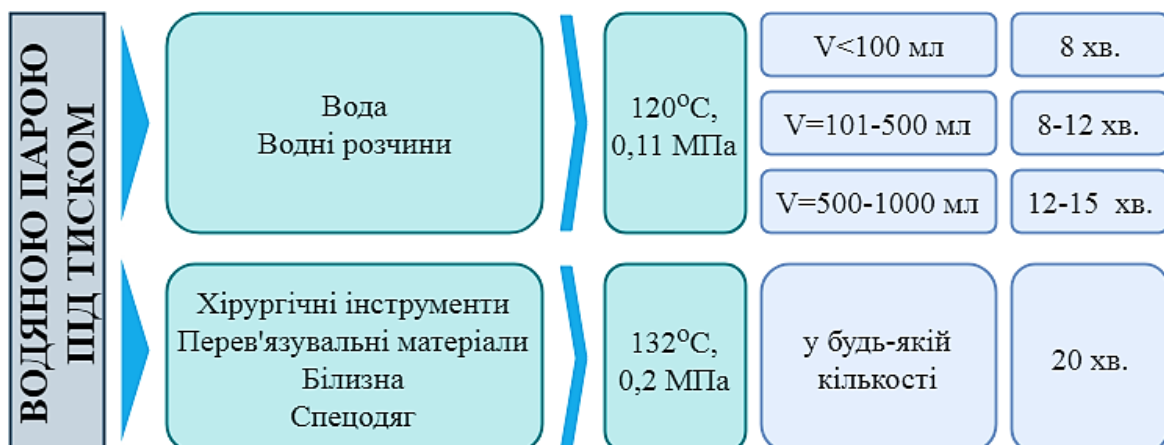 ВОДЯНОЮ ПАРОЮ
ПІД ТИСКОМ
Вода
Водні розчини
120°С,
0,11 МПа
V<100 мл
8 хв.
V=101-500 мл
8-12 хв.
V=500-1000 мл
12-15 хв.
Хірургічні інструменти
Перев'язувальні матеріали
Білизна
Спецодяг
132°С,
0,2 МПа
у будь-якій
кількості
20 хв.